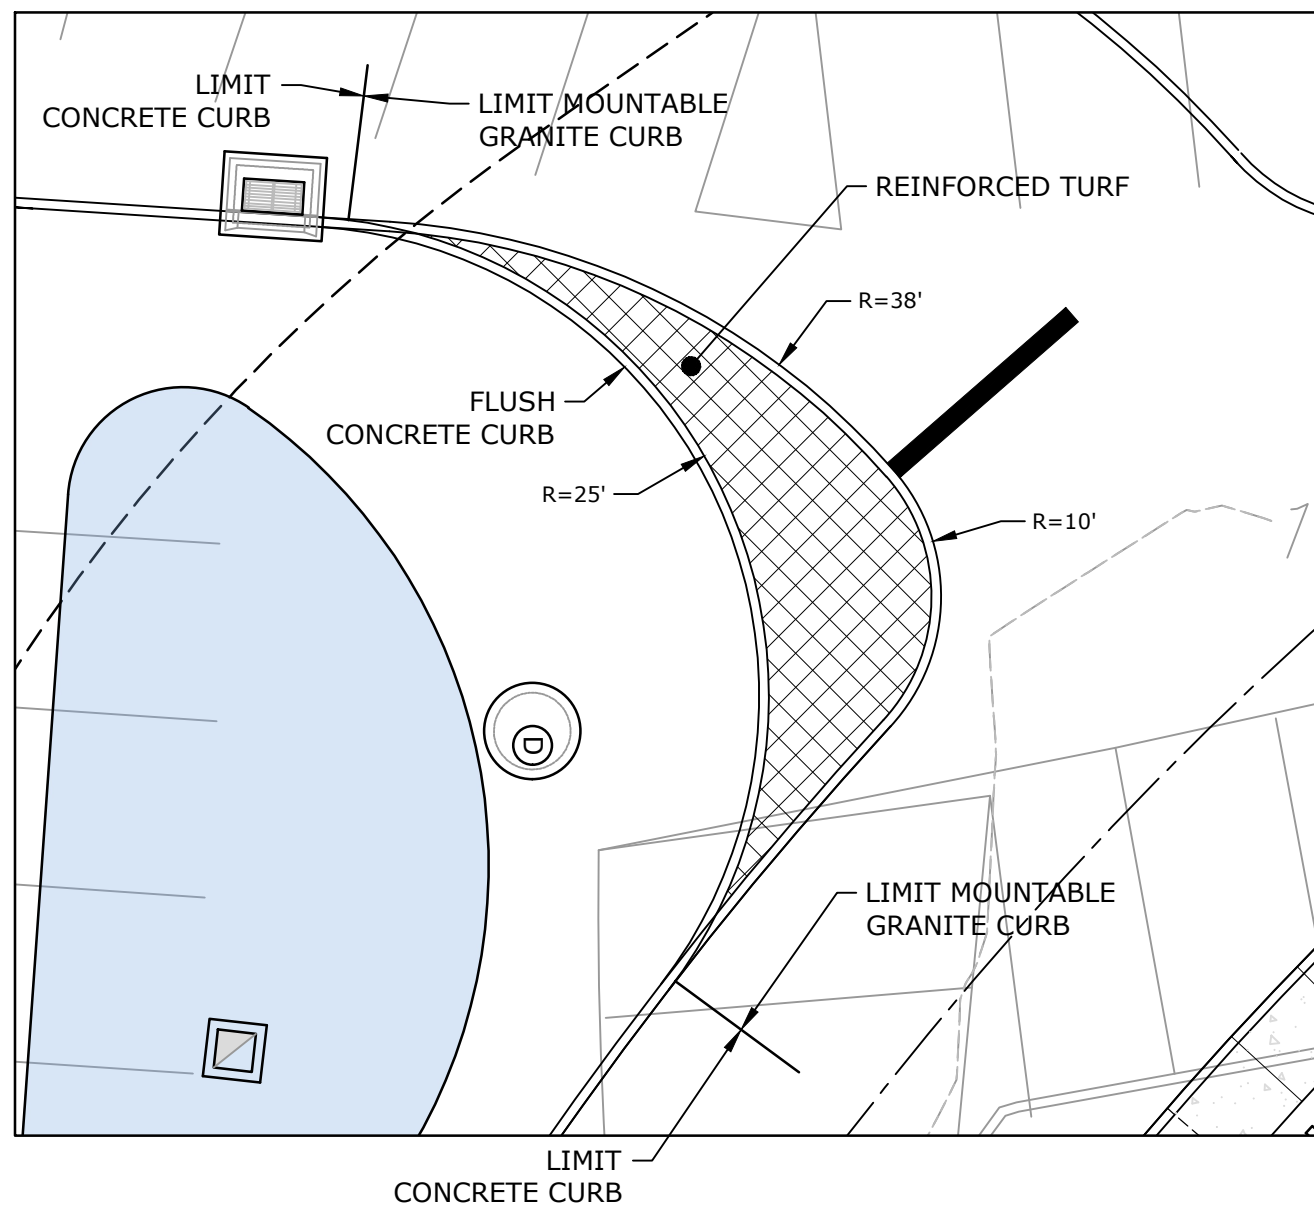 LIMIT
CONCRETE CURB
LIMIT MOUNTABLE
GRANITE CURB
REINFORCED TURF
R=38'
FLUSH
CONCRETE CURB
R=25'
R=10'
D
LIMIT MOUNTABLE
GRANITE CURB
LIMIT
CONCRETE CURB